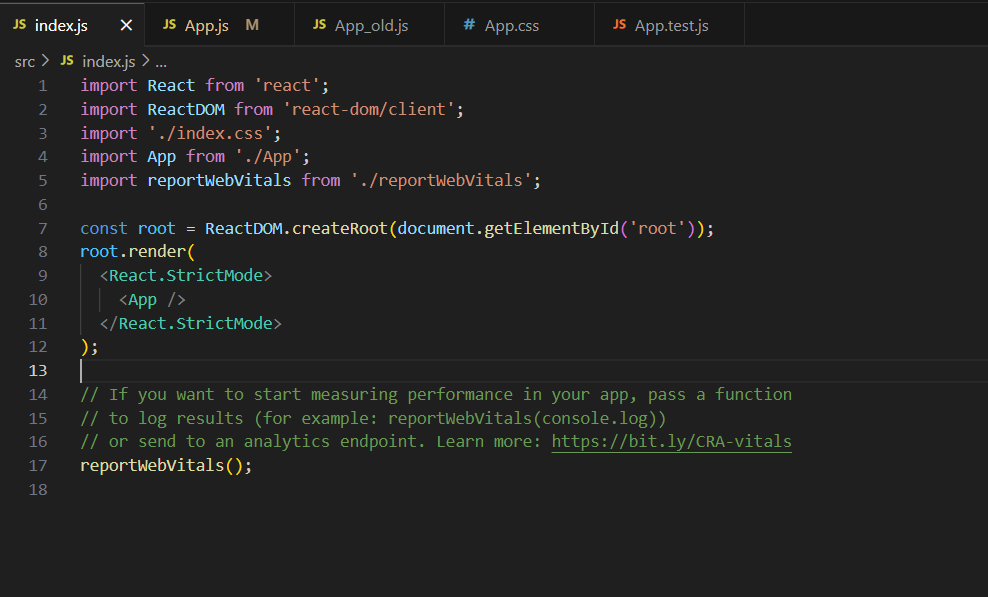 JS index.js × JS App.js M JS App_old.js # App.css JS App.test.js
src > JS index.js > ...
1 import React from 'react';
2 import ReactDOM from 'react-dom/client';
3 import './index.css';
4 import App from './App';
5 import reportWebVitals from './reportWebVitals';
6
7 const root = ReactDOM.createRoot(document.getElementById('root'));
8 root.render(
9   <React.StrictMode>
10     <App />
11   </React.StrictMode>
12 );
13
14 // If you want to start measuring performance in your app, pass a function
15 // to log results (for example: reportWebVitals(console.log))
16 // or send to an analytics endpoint. Learn more: https://bit.ly/CRA-vitals
17 reportWebVitals();
18